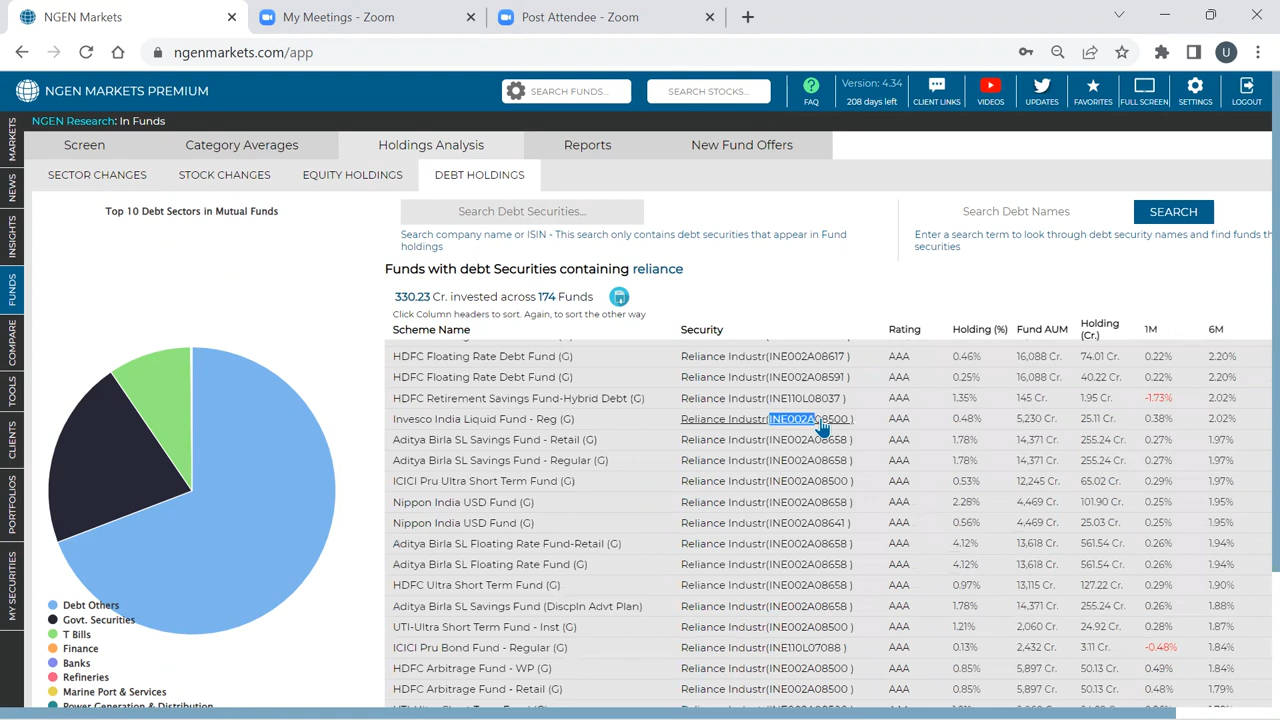 NGEN Markets
My Meetings - Zoom
Post Attendee - Zoom
ngenmarkets.com/app
U
NGEN MARKETS PREMIUM
SEARCH FUNDS...
SEARCH STOCKS...
FAQ
Version: 4.34
208 days left
CLIENT LINKS
VIDEOS
UPDATES
FAVORITES
FULL SCREEN
SETTINGS
LOGOUT
NGEN Research: In Funds
MARKETS
NEWS
INSIGHTS
FUNDS
COMPARE
TOOLS
CLIENTS
PORTFOLIOS
MY SECURITIES
Screen
Category Averages
Holdings Analysis
Reports
New Fund Offers
SECTOR CHANGES
STOCK CHANGES
EQUITY HOLDINGS
DEBT HOLDINGS
Top 10 Debt Sectors in Mutual Funds
Debt Others
Govt. Securities
T Bills
Finance
Banks
Refineries
Marine Port & Services
Power Generation & Distribution
Search Debt Securities...
Search company name or ISIN - This search only contains debt securities that appear in Fund
holdings
Search Debt Names
SEARCH
Enter a search term to look through debt security names and find funds th
securities
Funds with debt Securities containing reliance
330.23 Cr. invested across 174 Funds
Click Column headers to sort. Again, to sort the other way
Scheme Name Security Rating Holding (%) Fund AUM Holding (Cr.) 1M 6M
HDFC Floating Rate Debt Fund (G) Reliance Industr(INE002A08617 ) AAA 0.46% 16,088 Cr. 74.01 Cr. 0.22% 2.20%
HDFC Floating Rate Debt Fund (G) Reliance Industr(INE002A08591 ) AAA 0.25% 16,088 Cr. 40.22 Cr. 0.22% 2.20%
HDFC Retirement Savings Fund-Hybrid Debt (G) Reliance Industr(INE110L08037 ) AAA 1.35% 145 Cr. 1.95 Cr. -1.73% 2.02%
Invesco India Liquid Fund - Reg (G) Reliance Industr(INE002A08500 ) AAA 0.48% 5,230 Cr. 25.11 Cr. 0.38% 2.02%
Aditya Birla SL Savings Fund - Retail (G) Reliance Industr(INE002A08658 ) AAA 1.78% 14,371 Cr. 255.24 Cr. 0.27% 1.97%
Aditya Birla SL Savings Fund - Regular (G) Reliance Industr(INE002A08658 ) AAA 1.78% 14,371 Cr. 255.24 Cr. 0.27% 1.97%
ICICI Pru Ultra Short Term Fund (G) Reliance Industr(INE002A08500 ) AAA 0.53% 12,245 Cr. 65.02 Cr. 0.29% 1.96%
Nippon India USD Fund (G) Reliance Industr(INE002A08500 ) AAA 2.28% 4,469 Cr. 101.90 Cr. 0.25% 1.95%
Nippon India USD Fund (G) Reliance Industr(INE002A08641 ) AAA 0.56% 4,469 Cr. 25.03 Cr. 0.25% 1.95%
Aditya Birla SL Floating Rate Fund-Retail (G) Reliance Industr(INE002A08658 ) AAA 4.12% 13,618 Cr. 561.54 Cr. 0.26% 1.94%
Aditya Birla SL Floating Rate Fund (G) Reliance Industr(INE002A08658 ) AAA 4.12% 13,618 Cr. 561.54 Cr. 0.26% 1.94%
HDFC Ultra Short Term Fund (G) Reliance Industr(INE002A08658 ) AAA 0.97% 13,115 Cr. 127.22 Cr. 0.29% 1.90%
Aditya Birla SL Savings Fund (Discpln Advt Plan) Reliance Industr(INE002A08658 ) AAA 1.78% 14,371 Cr. 255.24 Cr. 0.26% 1.88%
UTI-Ultra Short Term Fund - Inst (G) Reliance Industr(INE002A08500 ) AAA 1.21% 2,060 Cr. 24.92 Cr. 0.28% 1.87%
ICICI Pru Bond Fund - Regular (G) Reliance Industr(INE110L07088 ) AAA 0.13% 2,432 Cr. 3.11 Cr. -0.48% 1.84%
HDFC Arbitrage Fund - WP (G) Reliance Industr(INE002A08500 ) AAA 0.85% 5,897 Cr. 50.13 Cr. 0.49% 1.84%
HDFC Arbitrage Fund - Retail (G) Reliance Industr(INE002A08500 ) AAA 0.85% 5,897 Cr. 50.13 Cr. 0.48% 1.79%